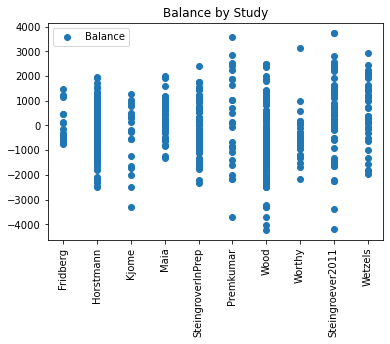 Balance by Study
Balance
4000
3000
2000
1000
0
-1000
-2000
-3000
-4000
Fridberg
Horstmann
Kjome
Maia
SteingroverInPrep
Premkumar
Wood
Worthy
Steingroever2011
Wetzels